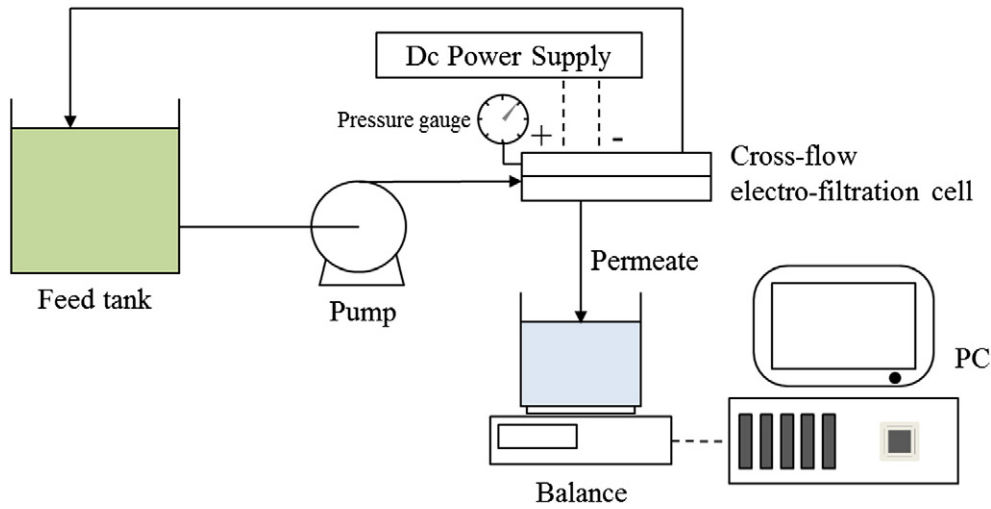 Dc Power Supply
Pressure gauge
+
-
Cross-flow
electro-filtration cell
Permeate
Feed tank
Pump
PC
Balance